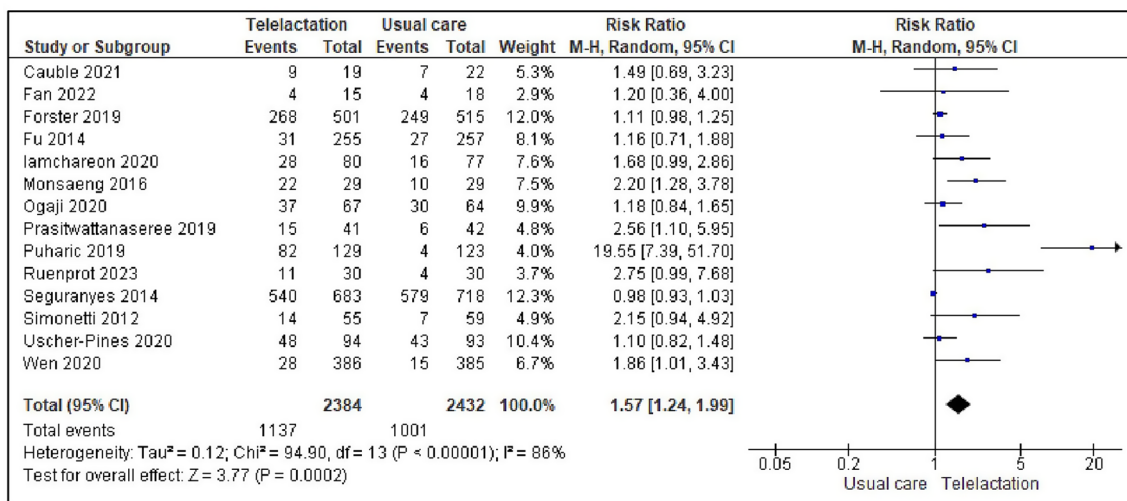 Telelactation Usual care Risk Ratio Risk Ratio
Study or Subgroup Events Total Events Total Weight M-H, Random, 95% CI M-H, Random, 95% CI
Cauble 2021 9 19 7 22 5.3% 1.49 [0.69, 3.23]
Fan 2022 4 15 4 18 2.9% 1.20 [0.36, 4.00]
Forster 2019 268 501 249 515 12.0% 1.11 [0.98, 1.25]
Fu 2014 31 255 27 257 8.1% 1.16 [0.71, 1.88]
Iamchareon 2020 28 80 16 77 7.6% 1.68 [0.99, 2.86]
Monsaeng 2016 22 29 10 29 7.5% 2.20 [1.28, 3.78]
Ogaji 2020 37 67 30 64 9.9% 1.18 [0.84, 1.65]
Prasitwattanaseree 2019 15 41 6 42 4.8% 2.56 [1.10, 5.95]
Puharic 2019 82 129 4 123 4.0% 19.55 [7.39, 51.70]
Ruenprot 2023 11 30 4 30 3.7% 2.75 [0.99, 7.68]
Seguranyes 2014 540 683 579 718 12.3% 0.98 [0.93, 1.03]
Simonetti 2012 14 55 7 59 4.9% 2.15 [0.94, 4.92]
Uscher-Pines 2020 48 94 43 93 10.4% 1.10 [0.82, 1.48]
Wen 2020 28 386 15 385 6.7% 1.86 [1.01, 3.43]
Total (95% CI) 2384 2432 100.0% 1.57 [1.24, 1.99]
Total events 1137 1001
Heterogeneity: Tau² = 0.12; Chi² = 94.90, df = 13 (P < 0.00001); I² = 86%
Test for overall effect: Z = 3.77 (P = 0.0002)
0.05 0.2 1 5 20
Usual care Telelactation